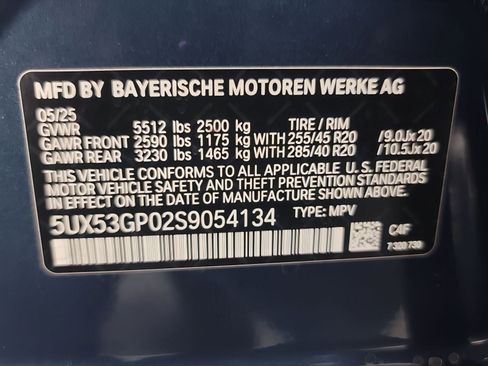 MFD BY BAYERISCHE MOTOREN WERKE AG
05/25
GVWR 5512 lbs 2500 kg TIRE / RIM
GAWR FRONT 2590 lbs 1175 kg WITH 255/45 R20 /9.0Jx20
GAWR REAR 3230 lbs 1465 kg WITH 285/40 R20 /10.5Jx20
THIS VEHICLE CONFORMS TO ALL APPLICABLE U.S. FEDERAL
MOTOR VEHICLE SAFETY AND THEFT PREVENTION STANDARDS
IN EFFECT ON THE DATE OF MANUFACTURE SHOWN ABOVE.
5UX53GP02S9054134 TYPE: MPV
C4F
7 320 730